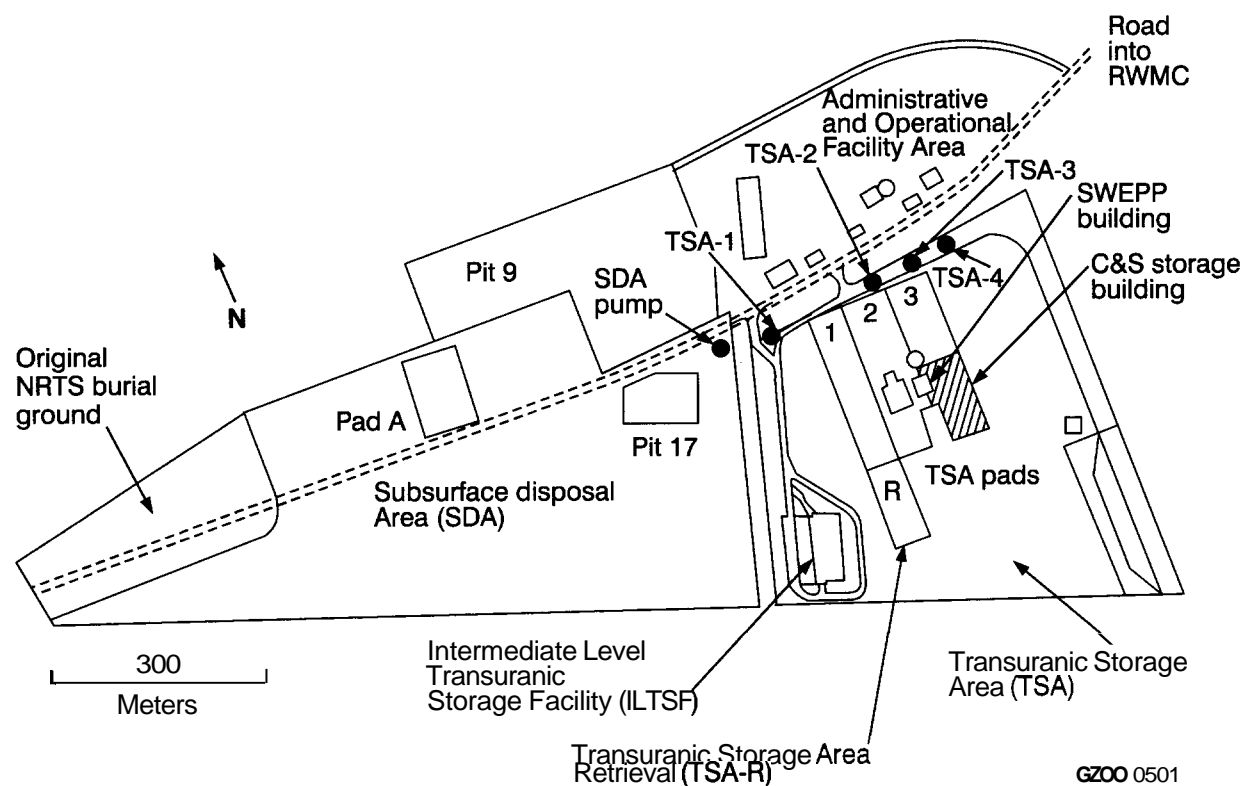 Road
into
RWMC
Administrative
and Operational
Facility Area
TSA-2
TSA-3
SWEPP
building
TSA-1
C&S storage
building
TSA-4
Pit 9
SDA
pump
N
1
2
3
Original
NRTS burial
ground
Pad A
Pit 17
Subsurface disposal
Area (SDA)
R
TSA pads
300
Meters
Intermediate Level
Transuranic
Storage Facility (ILTSF)
Transuranic Storage
Area (TSA)
Transuranic Storage Area
Retrieval (TSA-R)
GZOO 0501